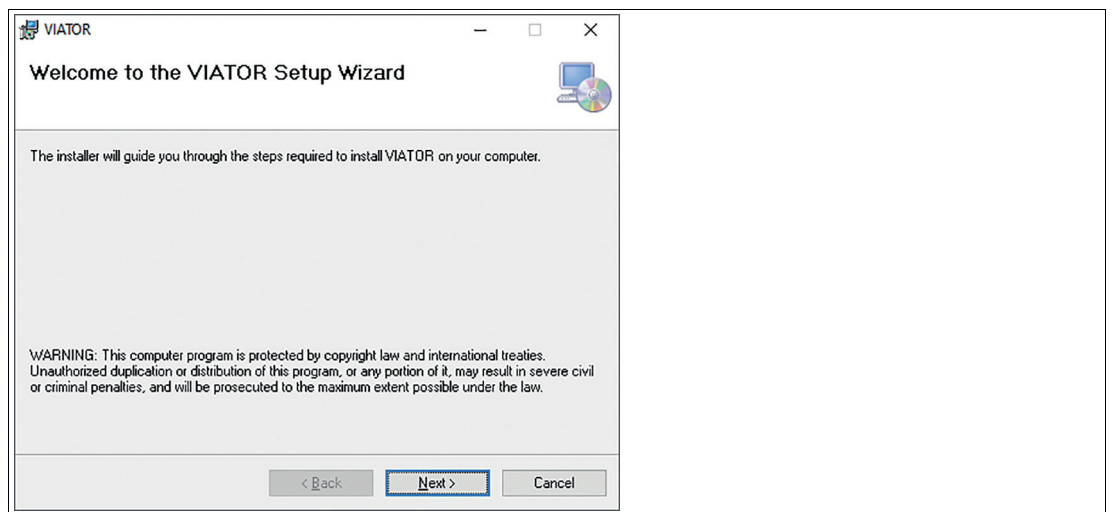 VIATOR
Welcome to the VIATOR Setup Wizard
The installer will guide you through the steps required to install VIATOR on your computer.
WARNING: This computer program is protected by copyright law and international treaties.
Unauthorized duplication or distribution of this program, or any portion of it, may result in severe civil
or criminal penalties, and will be prosecuted to the maximum extent possible under the law.
< Back Next > Cancel